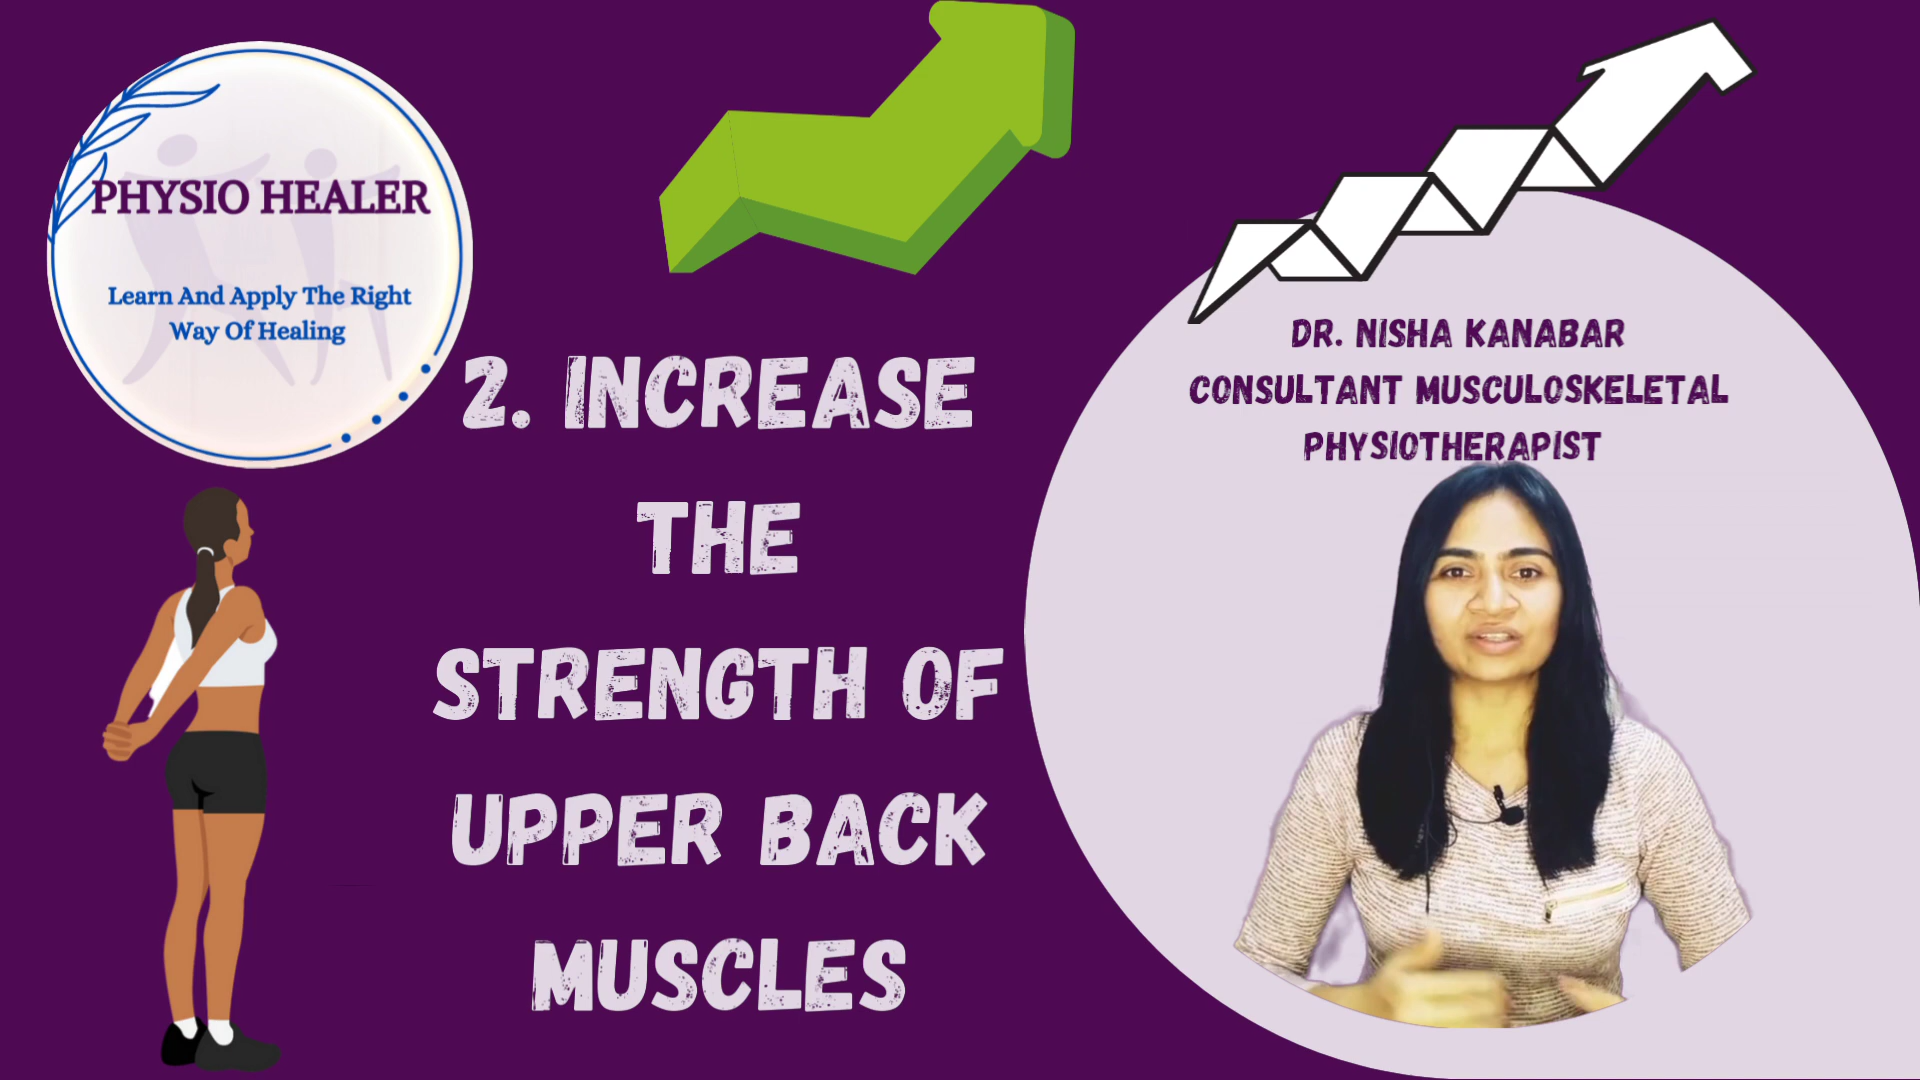 PHYSIO HEALER
Learn And Apply The Right
Way Of Healing
2. INCREASE
THE
STRENGTH OF
UPPER BACK
MUSCLES
DR. NISHA KANABAR
CONSULTANT MUSCULOSKELETAL
PHYSIOTHERAPIST